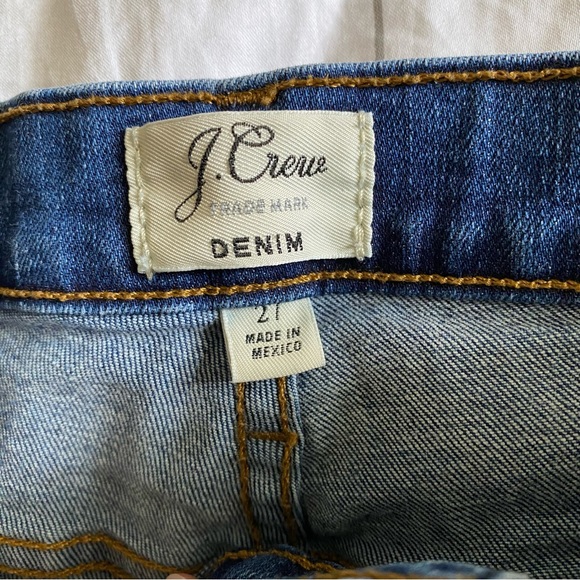 J.Crew
TRADE MARK
DENIM
27
MADE IN
MEXICO